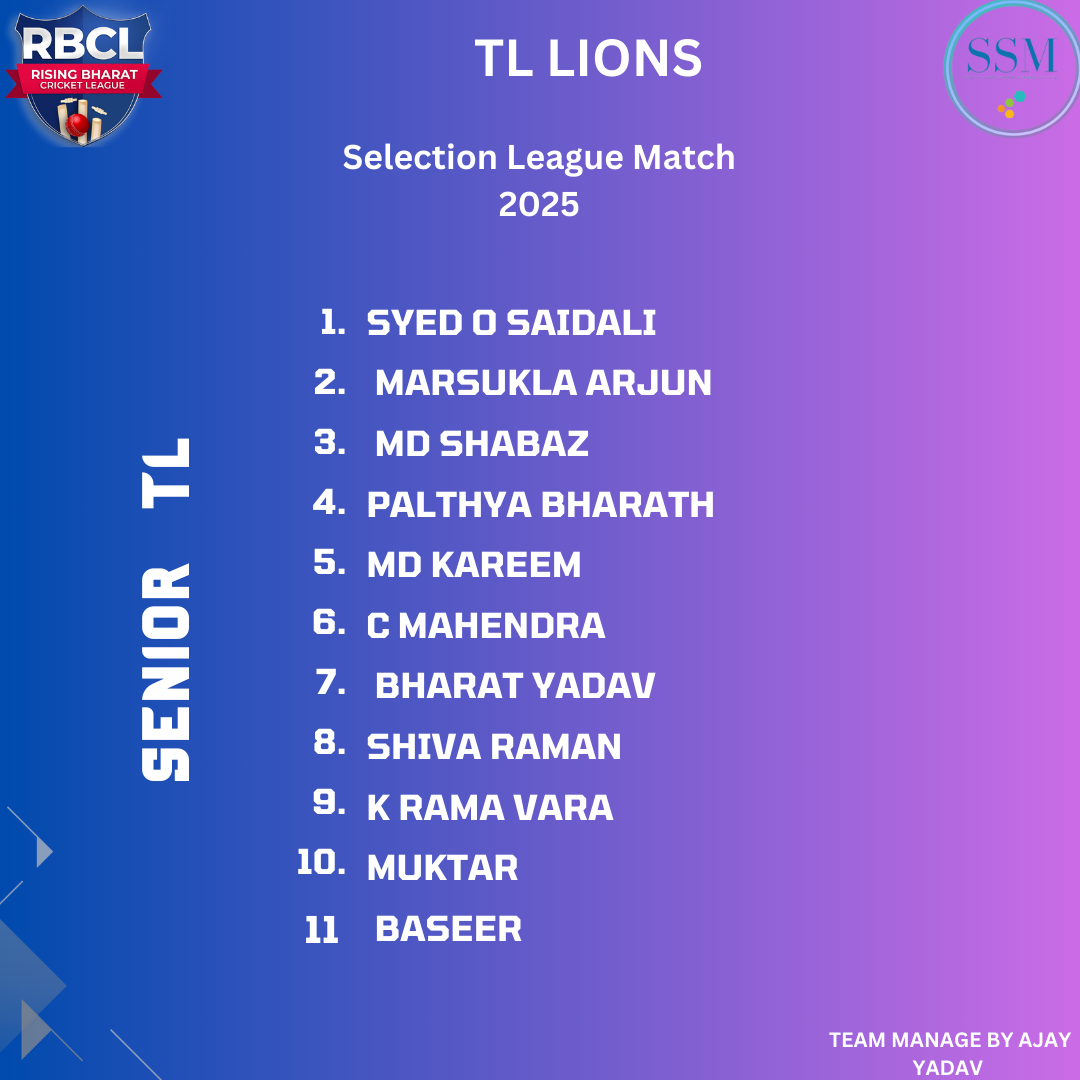 RBCL
RISING BHARAT
CRICKET LEAGUE
TL LIONS
SSM
Selection League Match
2025
SENIOR TL
1. SYED O SAIDALI
2. MARSUKLA ARJUN
3. MD SHABAZ
4. PALTHYA BHARATH
5. MD KAREEM
6. C MAHENDRA
7. BHARAT YADAV
8. SHIVA RAMAN
9. K RAMA VARA
10. MUKTAR
11 BASEER
TEAM MANAGE BY AJAY
YADAV